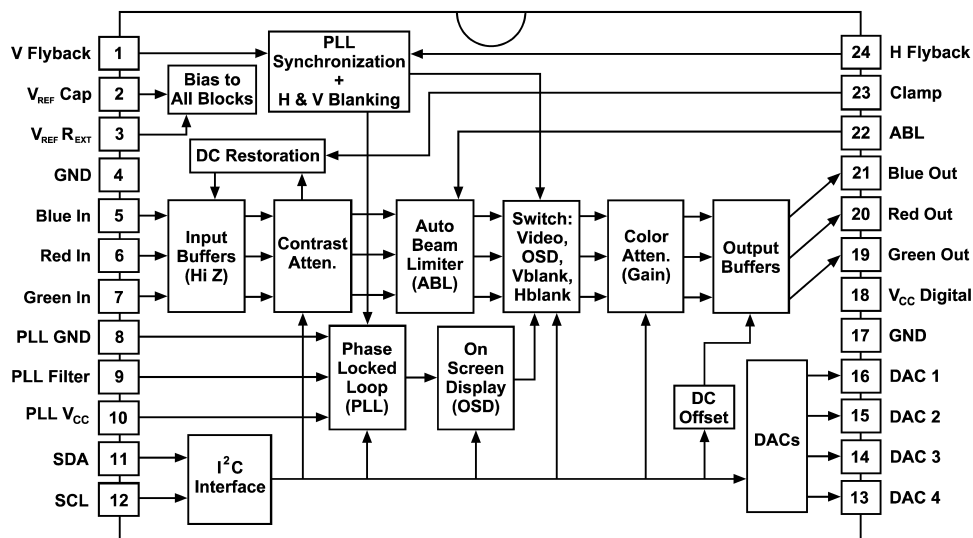 V Flyback
1
V_REF Cap
2
V_REF R_EXT
3
GND
4
Blue In
5
Red In
6
Green In
7
PLL GND
8
PLL Filter
9
PLL V_CC
10
SDA
11
SCL
12
PLL
Synchronization
+
H & V Blanking
Bias to
All Blocks
DC Restoration
Input
Buffers
(Hi Z)
Contrast
Atten.
Auto
Beam
Limiter
(ABL)
Switch:
Video,
OSD,
Vblank,
Hblank
Color
Atten.
(Gain)
Output
Buffers
Phase
Locked
Loop
(PLL)
On
Screen
Display
(OSD)
DC
Offset
DACs
I²C
Interface
24
H Flyback
23
Clamp
22
ABL
21
Blue Out
20
Red Out
19
Green Out
18
V_CC Digital
17
GND
16
DAC 1
15
DAC 2
14
DAC 3
13
DAC 4